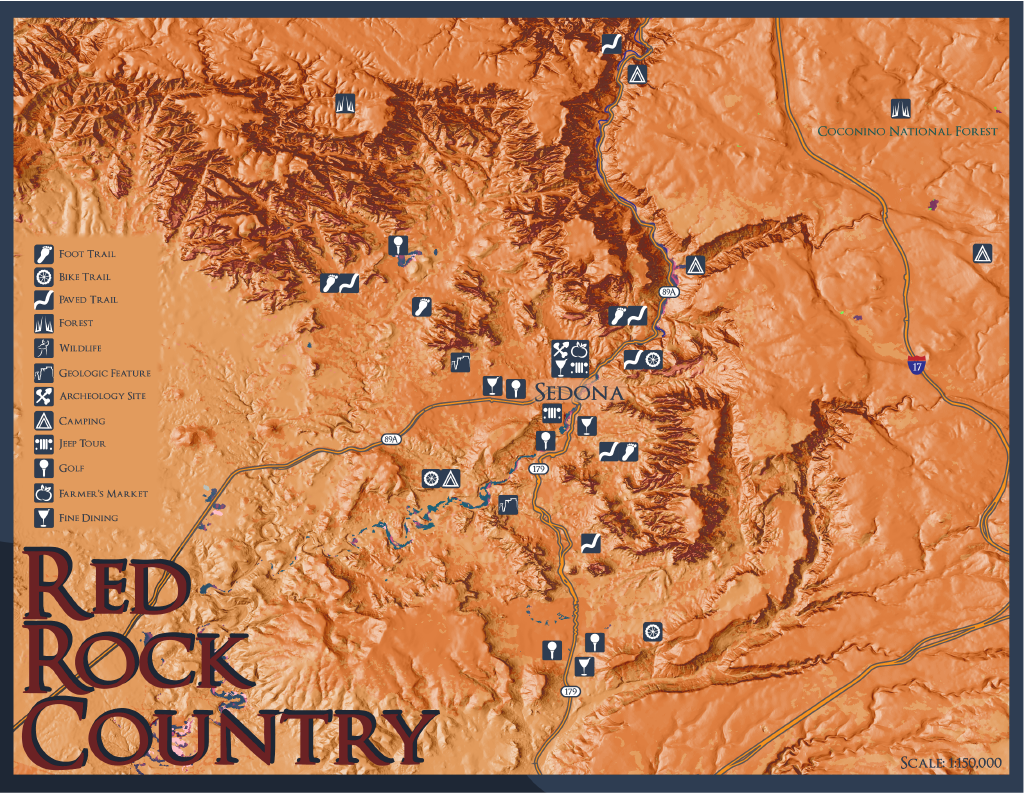 Coconino National Forest
Foot Trail
Bike Trail
Paved Trail
Forest
Wildlife
Geologic Feature
Archeology Site
Camping
Jeep Tour
Golf
Farmer's Market
Fine Dining
89A
17
Sedona
89A
179
179
Red
Rock
Country
Scale: 1:150,000